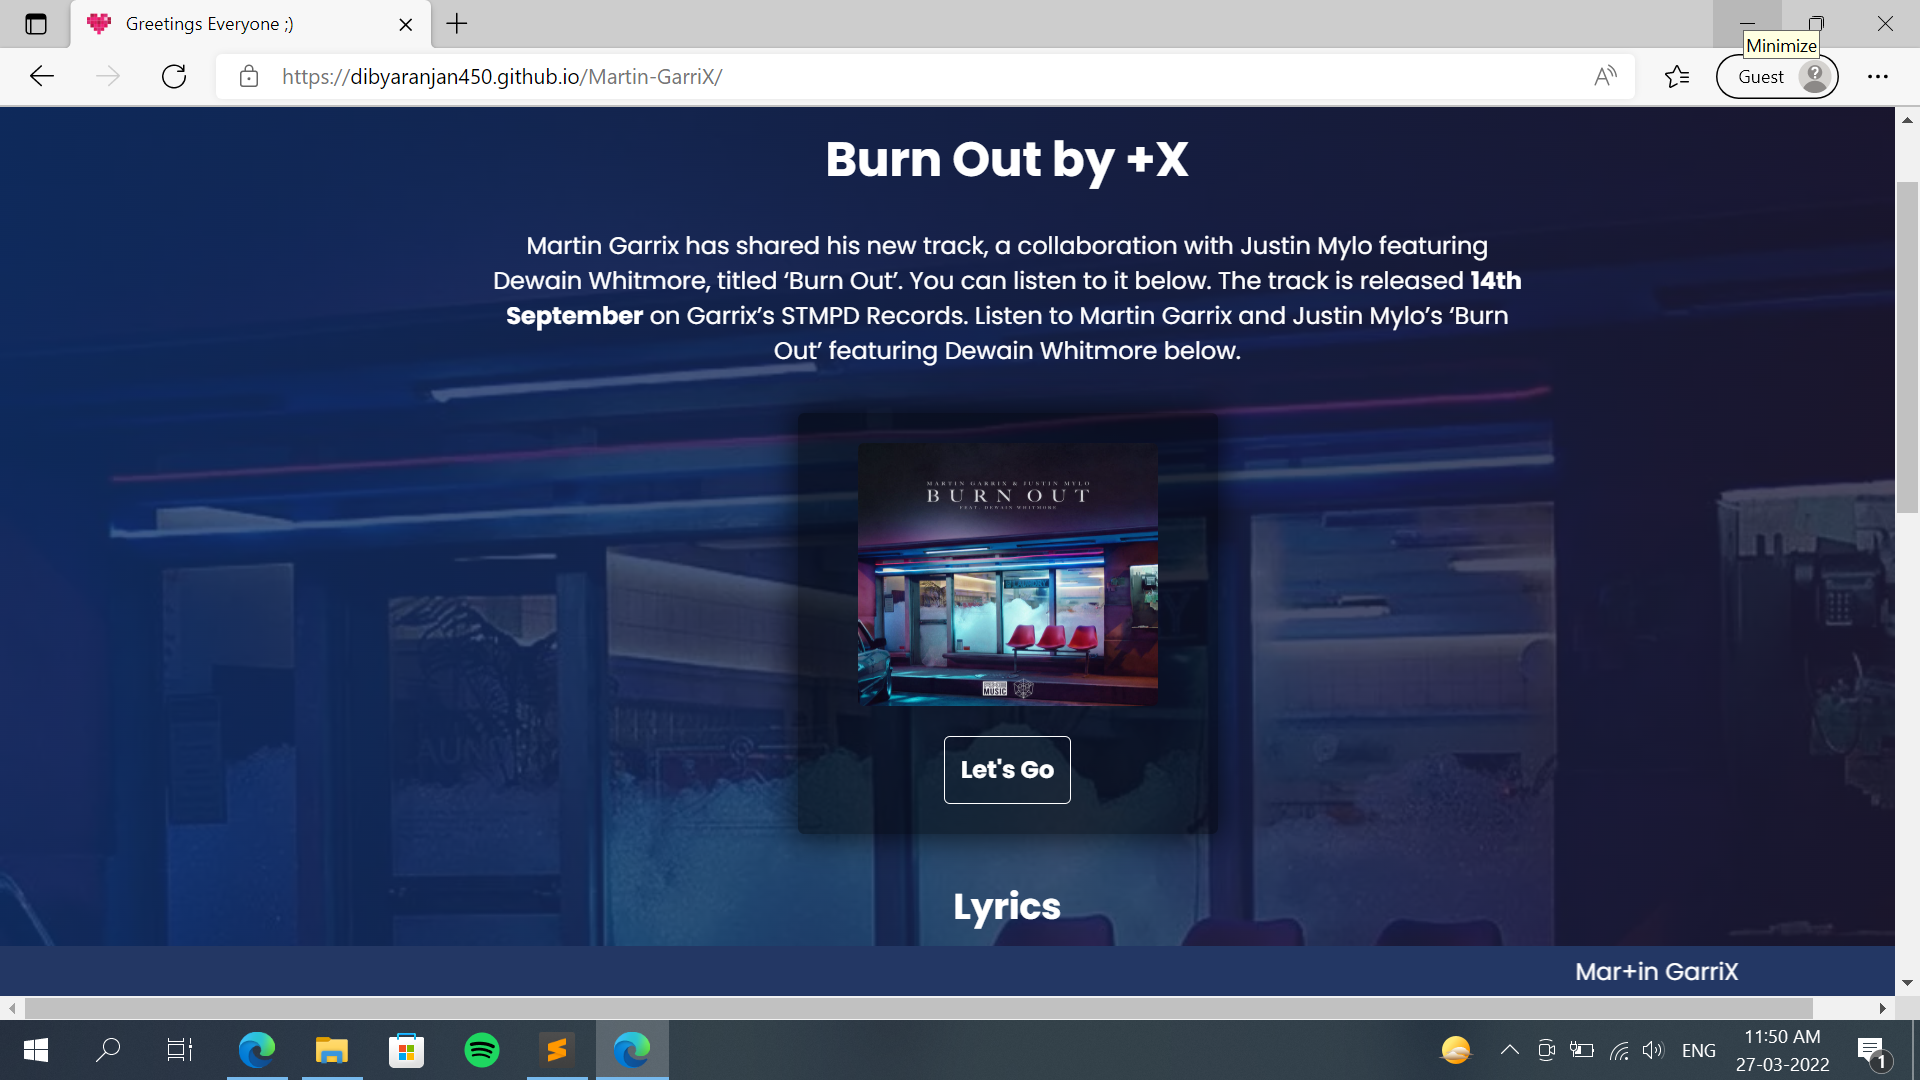 Greetings Everyone ;)
Minimize
https://dibyaranjan450.github.io/Martin-GarriX/
Guest
Burn Out by +X
Martin Garrix has shared his new track, a collaboration with Justin Mylo featuring
Dewain Whitmore, titled ‘Burn Out’. You can listen to it below. The track is released 14th
September on Garrix’s STMPD Records. Listen to Martin Garrix and Justin Mylo’s ‘Burn
Out’ featuring Dewain Whitmore below.
MARTIN GARRIX & JUSTIN MYLO
BURN OUT
FEAT. DEWAIN WHITMORE
MUSIC
Let's Go
Lyrics
Mar+in GarriX
ENG
11:50 AM
27-03-2022
1